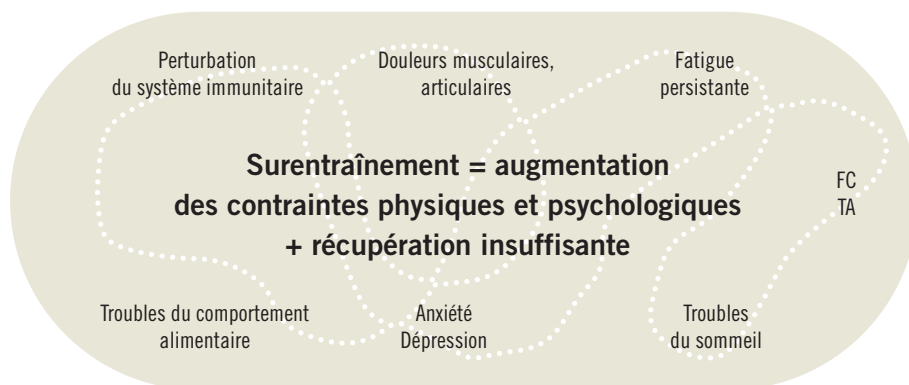 Perturbation
du système immunitaire
Douleurs musculaires,
articulaires
Fatigue
persistante
Surentraînement = augmentation
des contraintes physiques et psychologiques
+ récupération insuffisante
FC
TA
Troubles du comportement
alimentaire
Anxiété
Dépression
Troubles
du sommeil